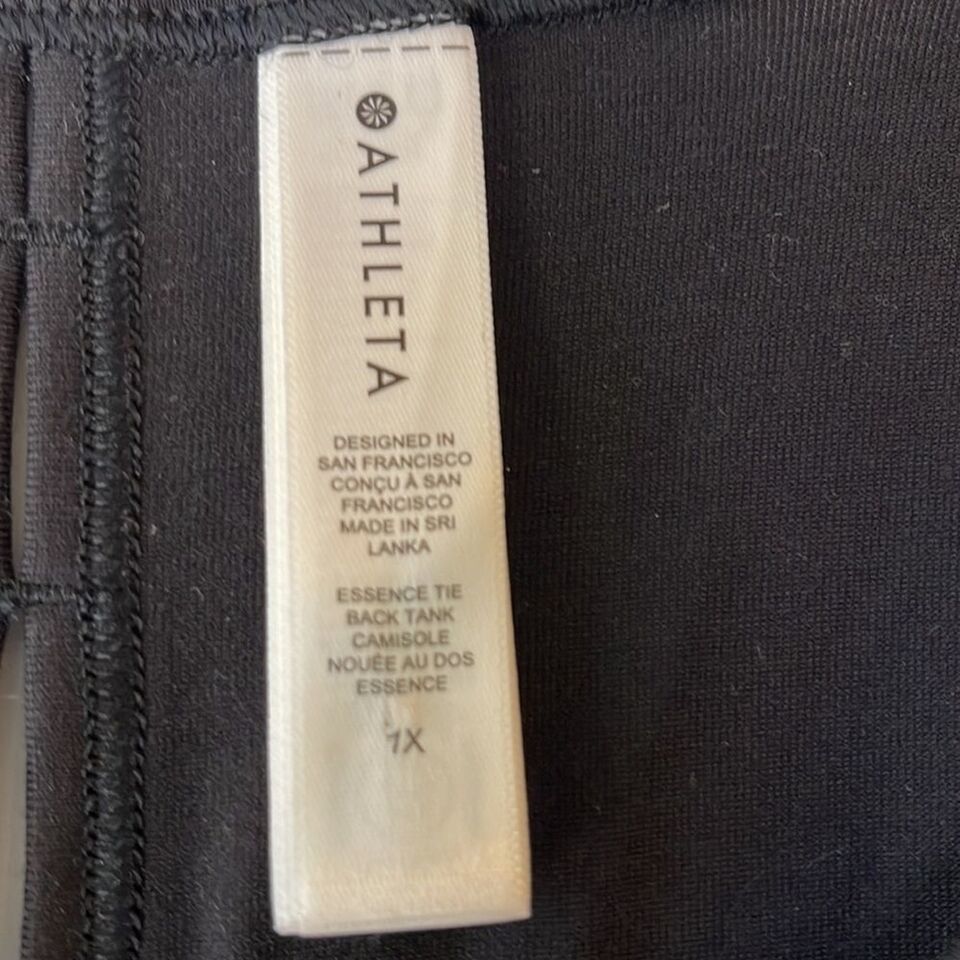 ATHLETA
DESIGNED IN
SAN FRANCISCO
CONÇU À SAN
FRANCISCO
MADE IN SRI
LANKA
ESSENCE TIE
BACK TANK
CAMISOLE
NOUÉE AU DOS
ESSENCE
1X